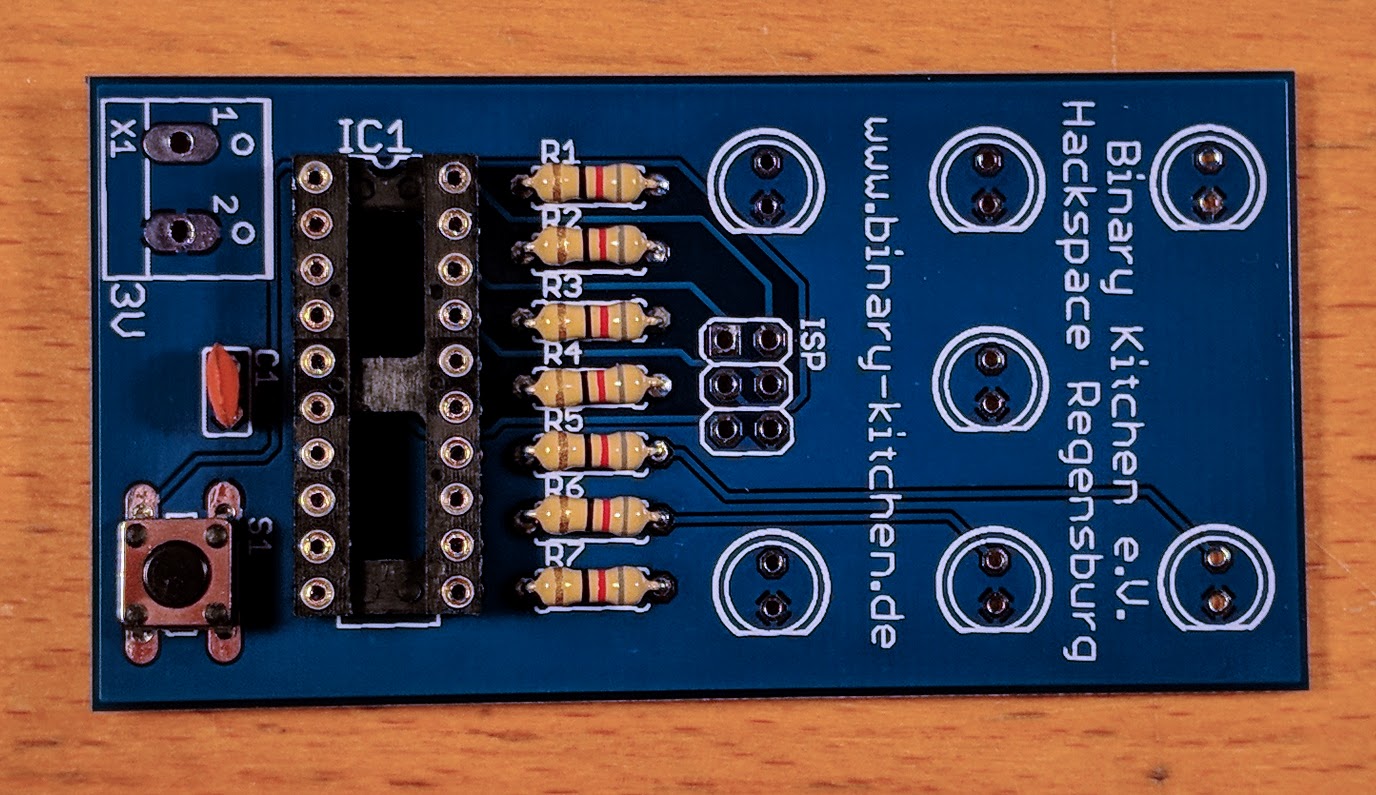 X1
1
2
3V
IC1
C1
S1
R1
R2
R3
R4
R5
R6
R7
ISP
www.binary-kitchen.de
Binary Kitchen e.V.
Hackspace Regensburg